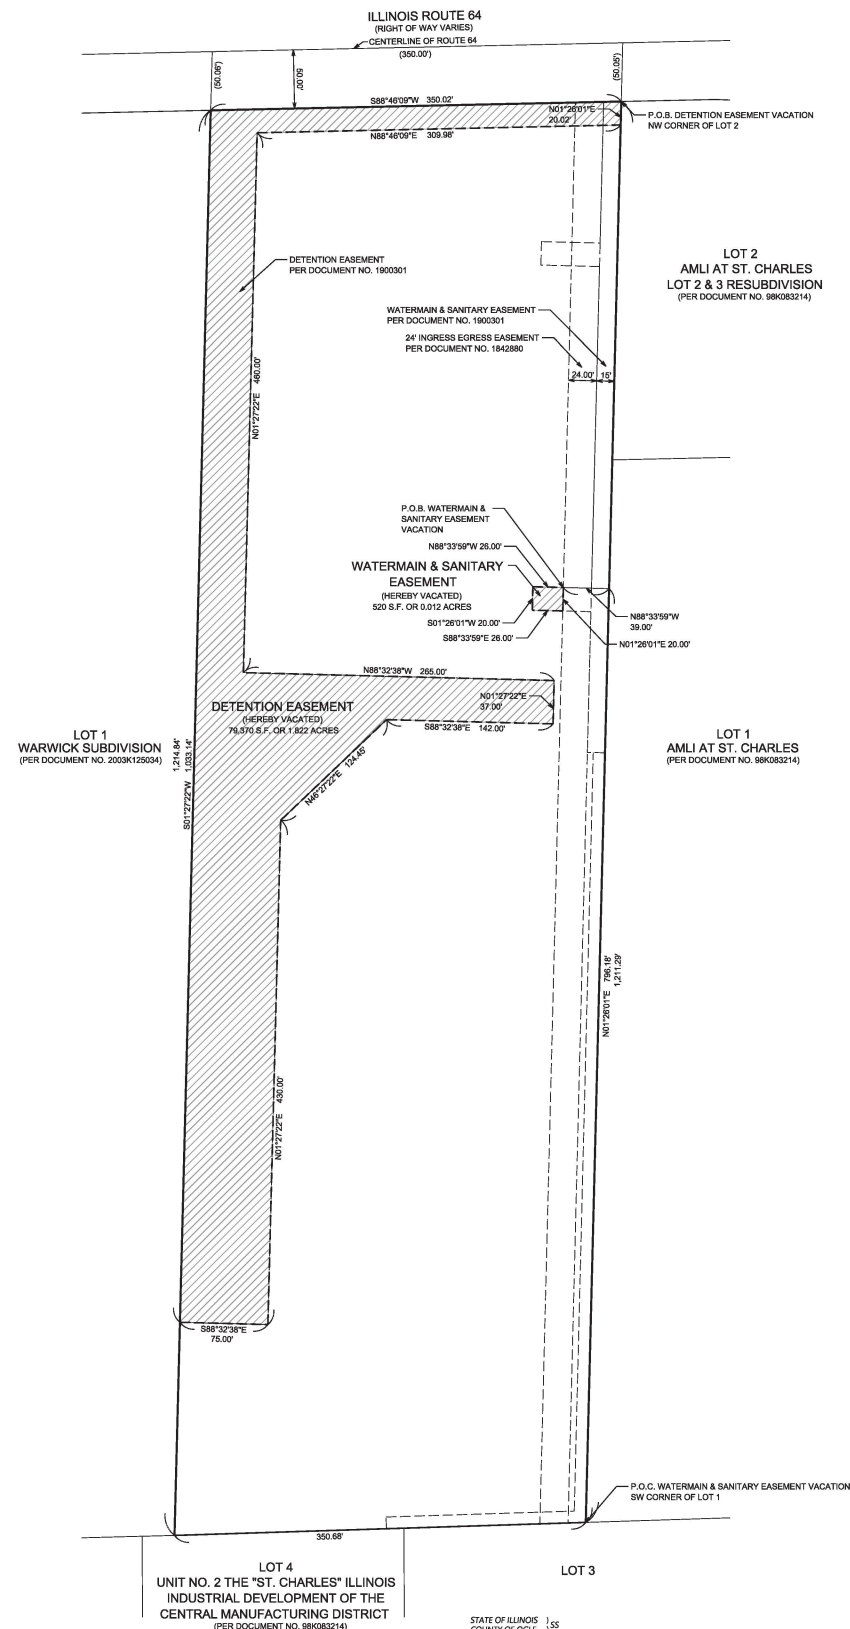 ILLINOIS ROUTE 64
(RIGHT OF WAY VARIES)
CENTERLINE OF ROUTE 64
(350.00')
(50.06')
50.00'
(50.05')
S88°46'09"W 350.02'
N01°26'01"E
20.02'
N88°46'09"E 309.98'
P.O.B. DETENTION EASEMENT VACATION
NW CORNER OF LOT 2
DETENTION EASEMENT
PER DOCUMENT NO. 1900301
LOT 2
AMLI AT ST. CHARLES
LOT 2 & 3 RESUBDIVISION
(PER DOCUMENT NO. 98K083214)
WATERMAIN & SANITARY EASEMENT
PER DOCUMENT NO. 1900301
24' INGRESS EGRESS EASEMENT
PER DOCUMENT NO. 1842880
24.00'
15'
N01°27'22"E 460.00'
P.O.B. WATERMAIN &
SANITARY EASEMENT
VACATION
N88°33'59"W 26.00'
WATERMAIN & SANITARY
EASEMENT
(HEREBY VACATED)
520 S.F. OR 0.012 ACRES
S01°26'01"W 20.00'
S88°33'59"E 26.00'
N88°33'59"W
39.00'
N01°26'01"E 20.00'
N88°32'38"W 265.00'
N01°27'22"E
37.00'
DETENTION EASEMENT
(HEREBY VACATED)
79,370 S.F. OR 1.822 ACRES
S88°32'38"E 142.00'
N46°27'22"E 124.45'
LOT 1
WARWICK SUBDIVISION
(PER DOCUMENT NO. 2003K125034)
1,214.84'
S01°27'22"W 1,033.14'
LOT 1
AMLI AT ST. CHARLES
(PER DOCUMENT NO. 98K083214)
N01°26'01"E 796.18'
1,211.29'
N01°27'22"E 430.00'
S88°32'38"E
75.00'
P.O.C. WATERMAIN & SANITARY EASEMENT VACATION
SW CORNER OF LOT 1
350.68'
LOT 4
UNIT NO. 2 THE "ST. CHARLES" ILLINOIS
INDUSTRIAL DEVELOPMENT OF THE
CENTRAL MANUFACTURING DISTRICT
(PER DOCUMENT NO. 98K083214)
LOT 3
STATE OF ILLINOIS )
COUNTY OF OGLE )SS